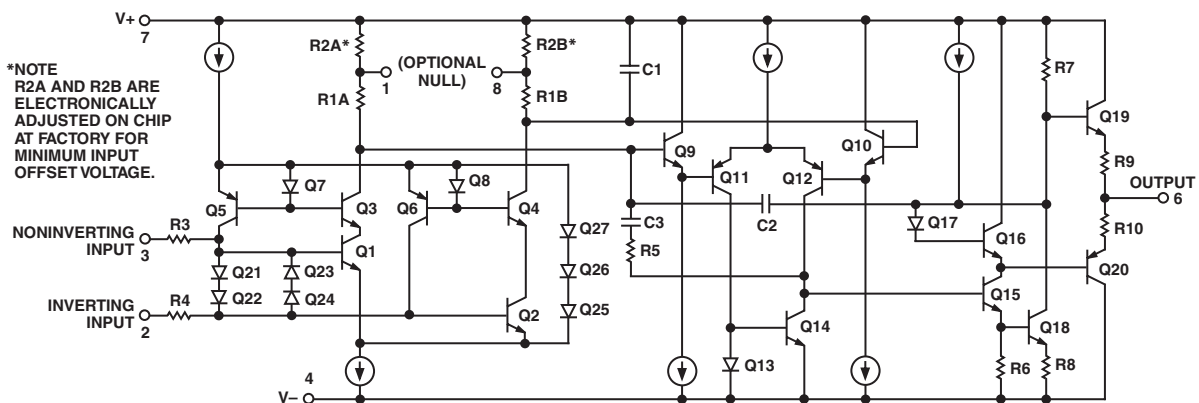 V+
7
R2A*
R2B*
(OPTIONAL
NULL)
1
8
C1
R7
*NOTE
R2A AND R2B ARE
ELECTRONICALLY
ADJUSTED ON CHIP
AT FACTORY FOR
MINIMUM INPUT
OFFSET VOLTAGE.
R1A
R1B
Q19
Q9
Q10
Q11
Q12
R9
OUTPUT
6
Q7
Q8
Q5
Q3
Q6
Q4
R3
NONINVERTING
INPUT
3
Q1
Q27
C3
C2
Q17
Q16
R10
R5
Q21
Q23
Q26
Q20
Q22
Q24
Q25
Q15
INVERTING
INPUT
2
R4
Q2
Q14
Q18
Q13
R6
R8
4
V–